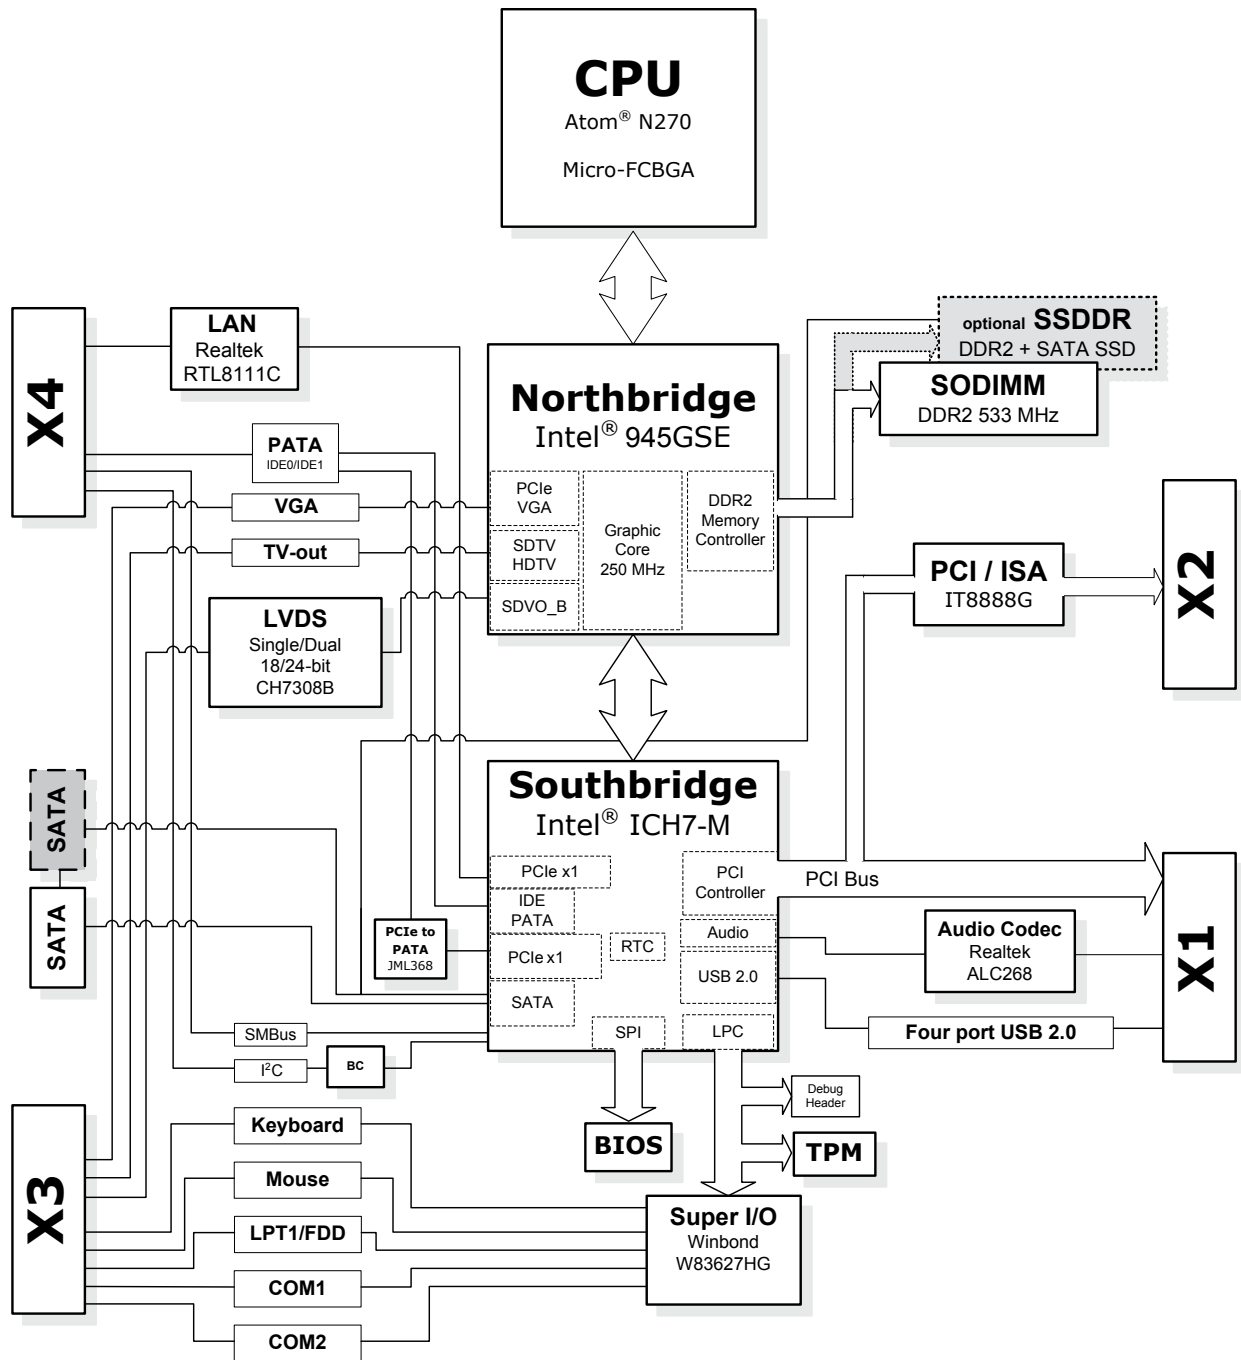 CPU
Atom® N270
Micro-FCBGA
X4
LAN
Realtek
RTL8111C
optional SSDDR
DDR2 + SATA SSD
SODIMM
DDR2 533 MHz
Northbridge
Intel® 945GSE
PATA
IDE0/IDE1
VGA
TV-out
PCIe
VGA
SDTV
HDTV
SDVO_B
Graphic
Core
250 MHz
DDR2
Memory
Controller
LVDS
Single/Dual
18/24-bit
CH7308B
PCI / ISA
IT8888G
X2
SATA
SATA
Southbridge
Intel® ICH7-M
PCIe x1
IDE
PATA
PCIe x1
SATA
RTC
SPI
PCI
Controller
Audio
USB 2.0
LPC
PCI Bus
PCIe to
PATA
JML368
Audio Codec
Realtek
ALC268
Four port USB 2.0
X1
SMBus
I²C
BC
Debug
Header
BIOS
TPM
X3
Keyboard
Mouse
LPT1/FDD
COM1
COM2
Super I/O
Winbond
W83627HG